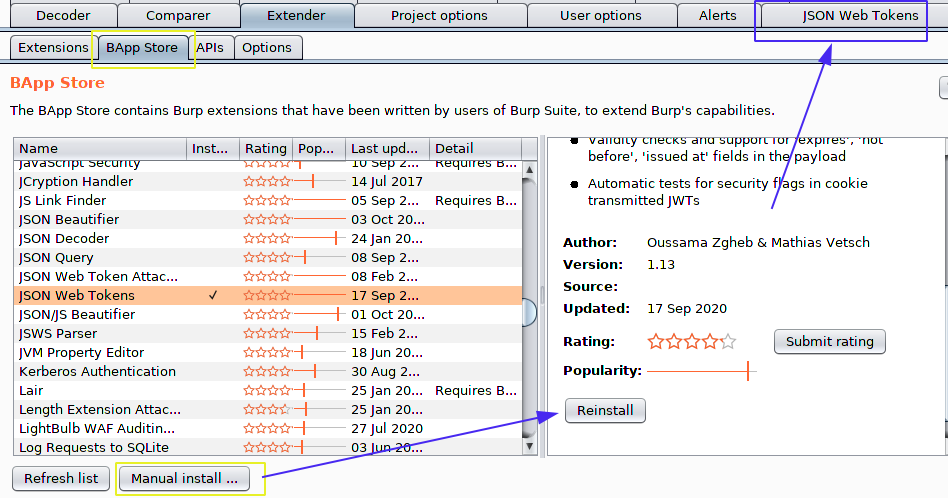 Decoder Comparer Extender Project options User options Alerts JSON Web Tokens
Extensions BApp Store APIs Options
BApp Store
The BApp Store contains Burp extensions that have been written by users of Burp Suite, to extend Burp's capabilities.
Name Inst... Rating Pop... Last upd... Detail
JavaScript Security 10 Sep 2... Requires B...
JCryption Handler 14 Jul 2017
JS Link Finder 05 Sep 2... Requires B...
JSON Beautifier 03 Oct 20...
JSON Decoder 24 Jan 20...
JSON Query 08 Sep 2...
JSON Web Token Attac... 08 Feb 2...
JSON Web Tokens ✓ 17 Sep 2...
JSON/JS Beautifier 01 Oct 20...
JSWS Parser 15 Feb 2...
JVM Property Editor 18 Jun 20...
Kerberos Authentication 30 Aug 2...
Lair 25 Jan 20... Requires B...
Length Extension Attac... 25 Jan 20...
LightBulb WAF Auditin... 27 Jul 2020
Log Requests to SQLite 03 Jun 20...
Refresh list Manual install ...
Validity checks and support for 'expires', 'not
before', 'issued at' fields in the payload
Automatic tests for security flags in cookie
transmitted JWTs
Author: Oussama Zgheb & Mathias Vetsch
Version: 1.13
Source:
Updated: 17 Sep 2020
Rating: Submit rating
Popularity:
Reinstall